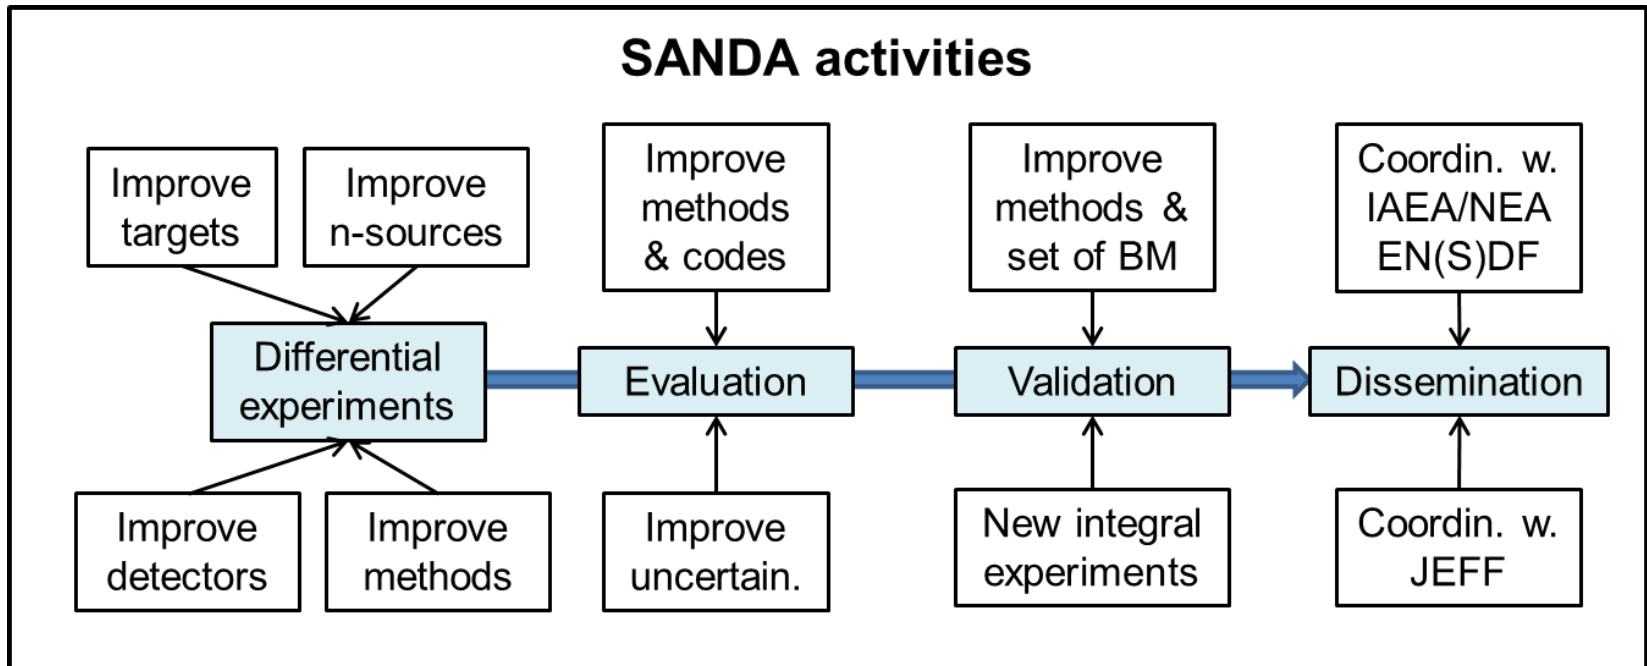 SANDA activities
Improve
targets
Improve
n-sources
Improve
methods
& codes
Improve
methods &
set of BM
Coordin. w.
IAEA/NEA
EN(S)DF
Differential
experiments
Evaluation
Validation
Dissemination
Improve
detectors
Improve
methods
Improve
uncertain.
New integral
experiments
Coordin. w.
JEFF